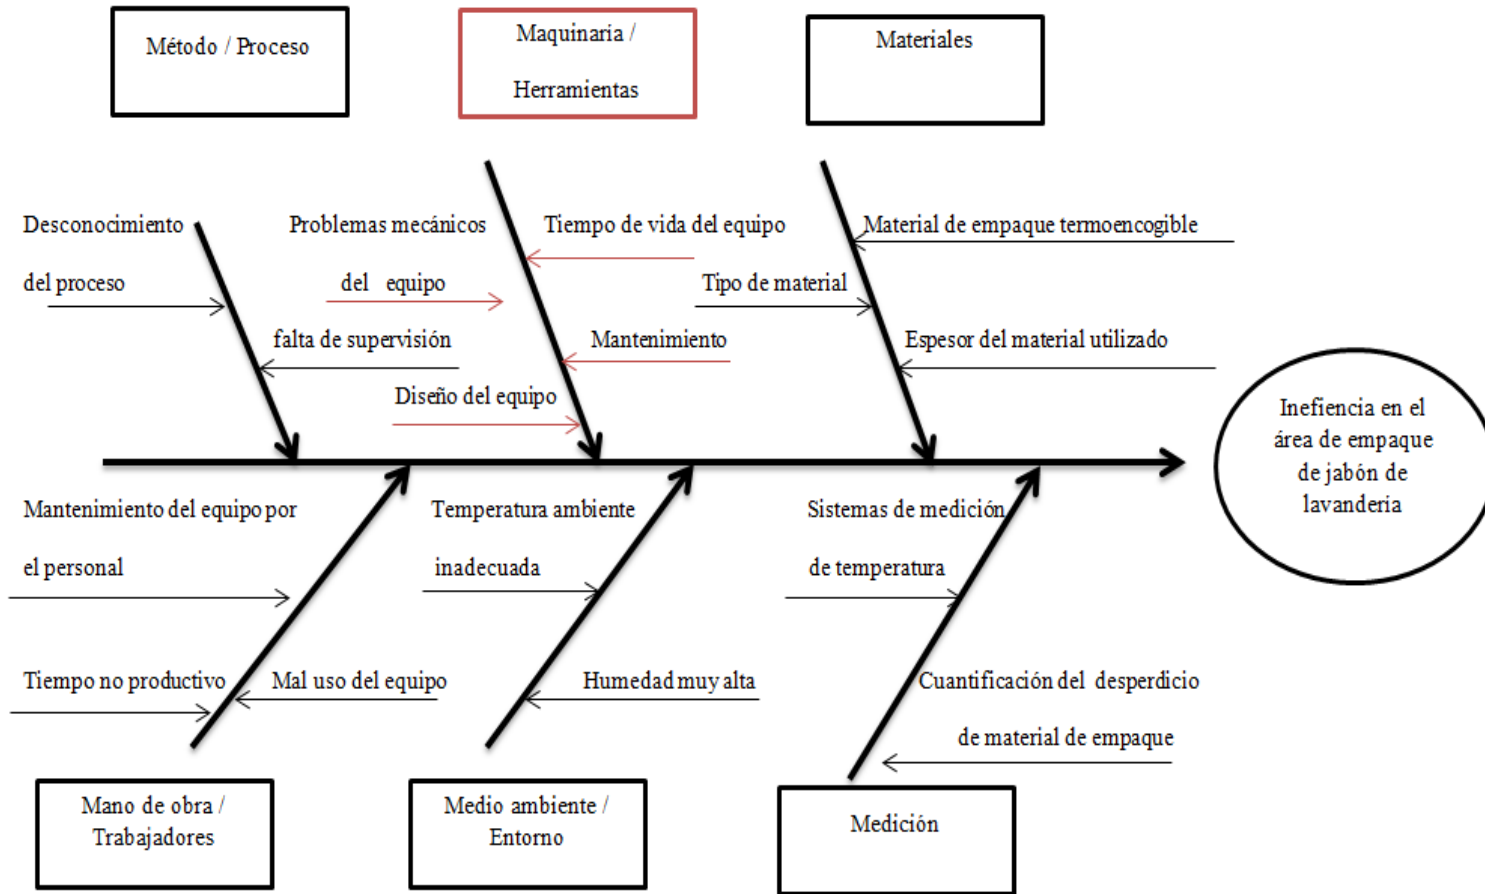 Método / Proceso
Maquinaria /
Herramientas
Materiales
Desconocimiento
del proceso
falta de supervisión
Problemas mecánicos
del equipo
Tiempo de vida del equipo
Mantenimiento
Diseño del equipo
Material de empaque termoencogible
Tipo de material
Espesor del material utilizado
Inefiencia en el
área de empaque
de jabón de
lavandería
Mantenimiento del equipo por
el personal
Tiempo no productivo
Mal uso del equipo
Temperatura ambiente
inadecuada
Humedad muy alta
Sistemas de medición
de temperatura
Cuantificación del desperdicio
de material de empaque
Mano de obra /
Trabajadores
Medio ambiente /
Entorno
Medición